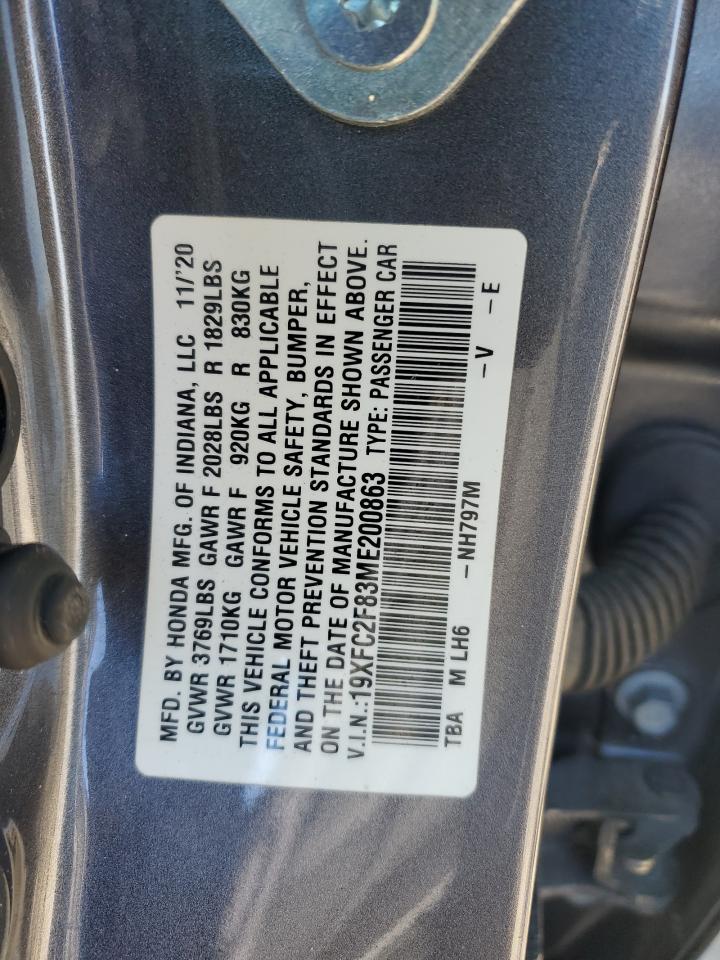 MFD. BY HONDA MFG. OF INDIANA, LLC 11/'20
GVWR 3769LBS GAWR F 2028LBS R 1829LBS
GVWR 1710KG GAWR F 920KG R 830KG
THIS VEHICLE CONFORMS TO ALL APPLICABLE
FEDERAL MOTOR VEHICLE SAFETY, BUMPER,
AND THEFT PREVENTION STANDARDS IN EFFECT
ON THE DATE OF MANUFACTURE SHOWN ABOVE.
V.I.N.:19XFC2F83ME200863 TYPE: PASSENGER CAR
TBA M LH6 -NH797M -V -E